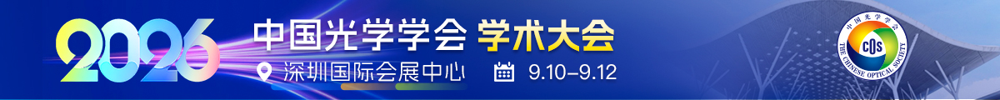 2026
中国光学学会 学术大会
深圳国际会展中心 9.10-9.12
中国光学学会
COS
THE CHINESE OPTICAL SOCIETY